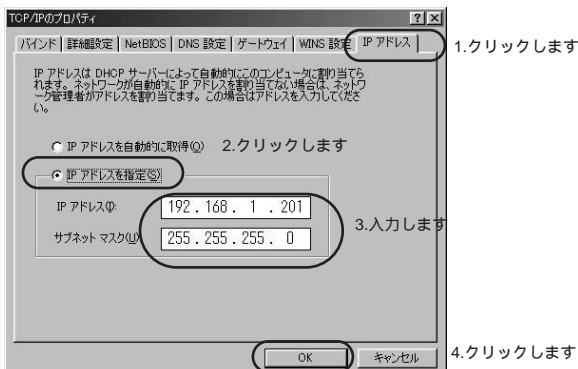 TCP/IPのプロパティ
バインド 詳細設定 NetBIOS DNS 設定 ゲートウェイ WINS 設定 IP アドレス
1.クリックします
IP アドレスは DHCP サーバーによって自動的にこのコンピュータに割り当てら
れます。ネットワークが自動的に IP アドレスを割り当てない場合は、ネットワ
ーク管理者がアドレスを割り当てます。この場合はアドレスを入力してくださ
い。
IP アドレスを自動的に取得(O) 2.クリックします
IP アドレスを指定(S)
IP アドレス(I): 192 . 168 . 1 . 201
3.入力します
サブネット マスク(U): 255 . 255 . 255 . 0
OK キャンセル 4.クリックします